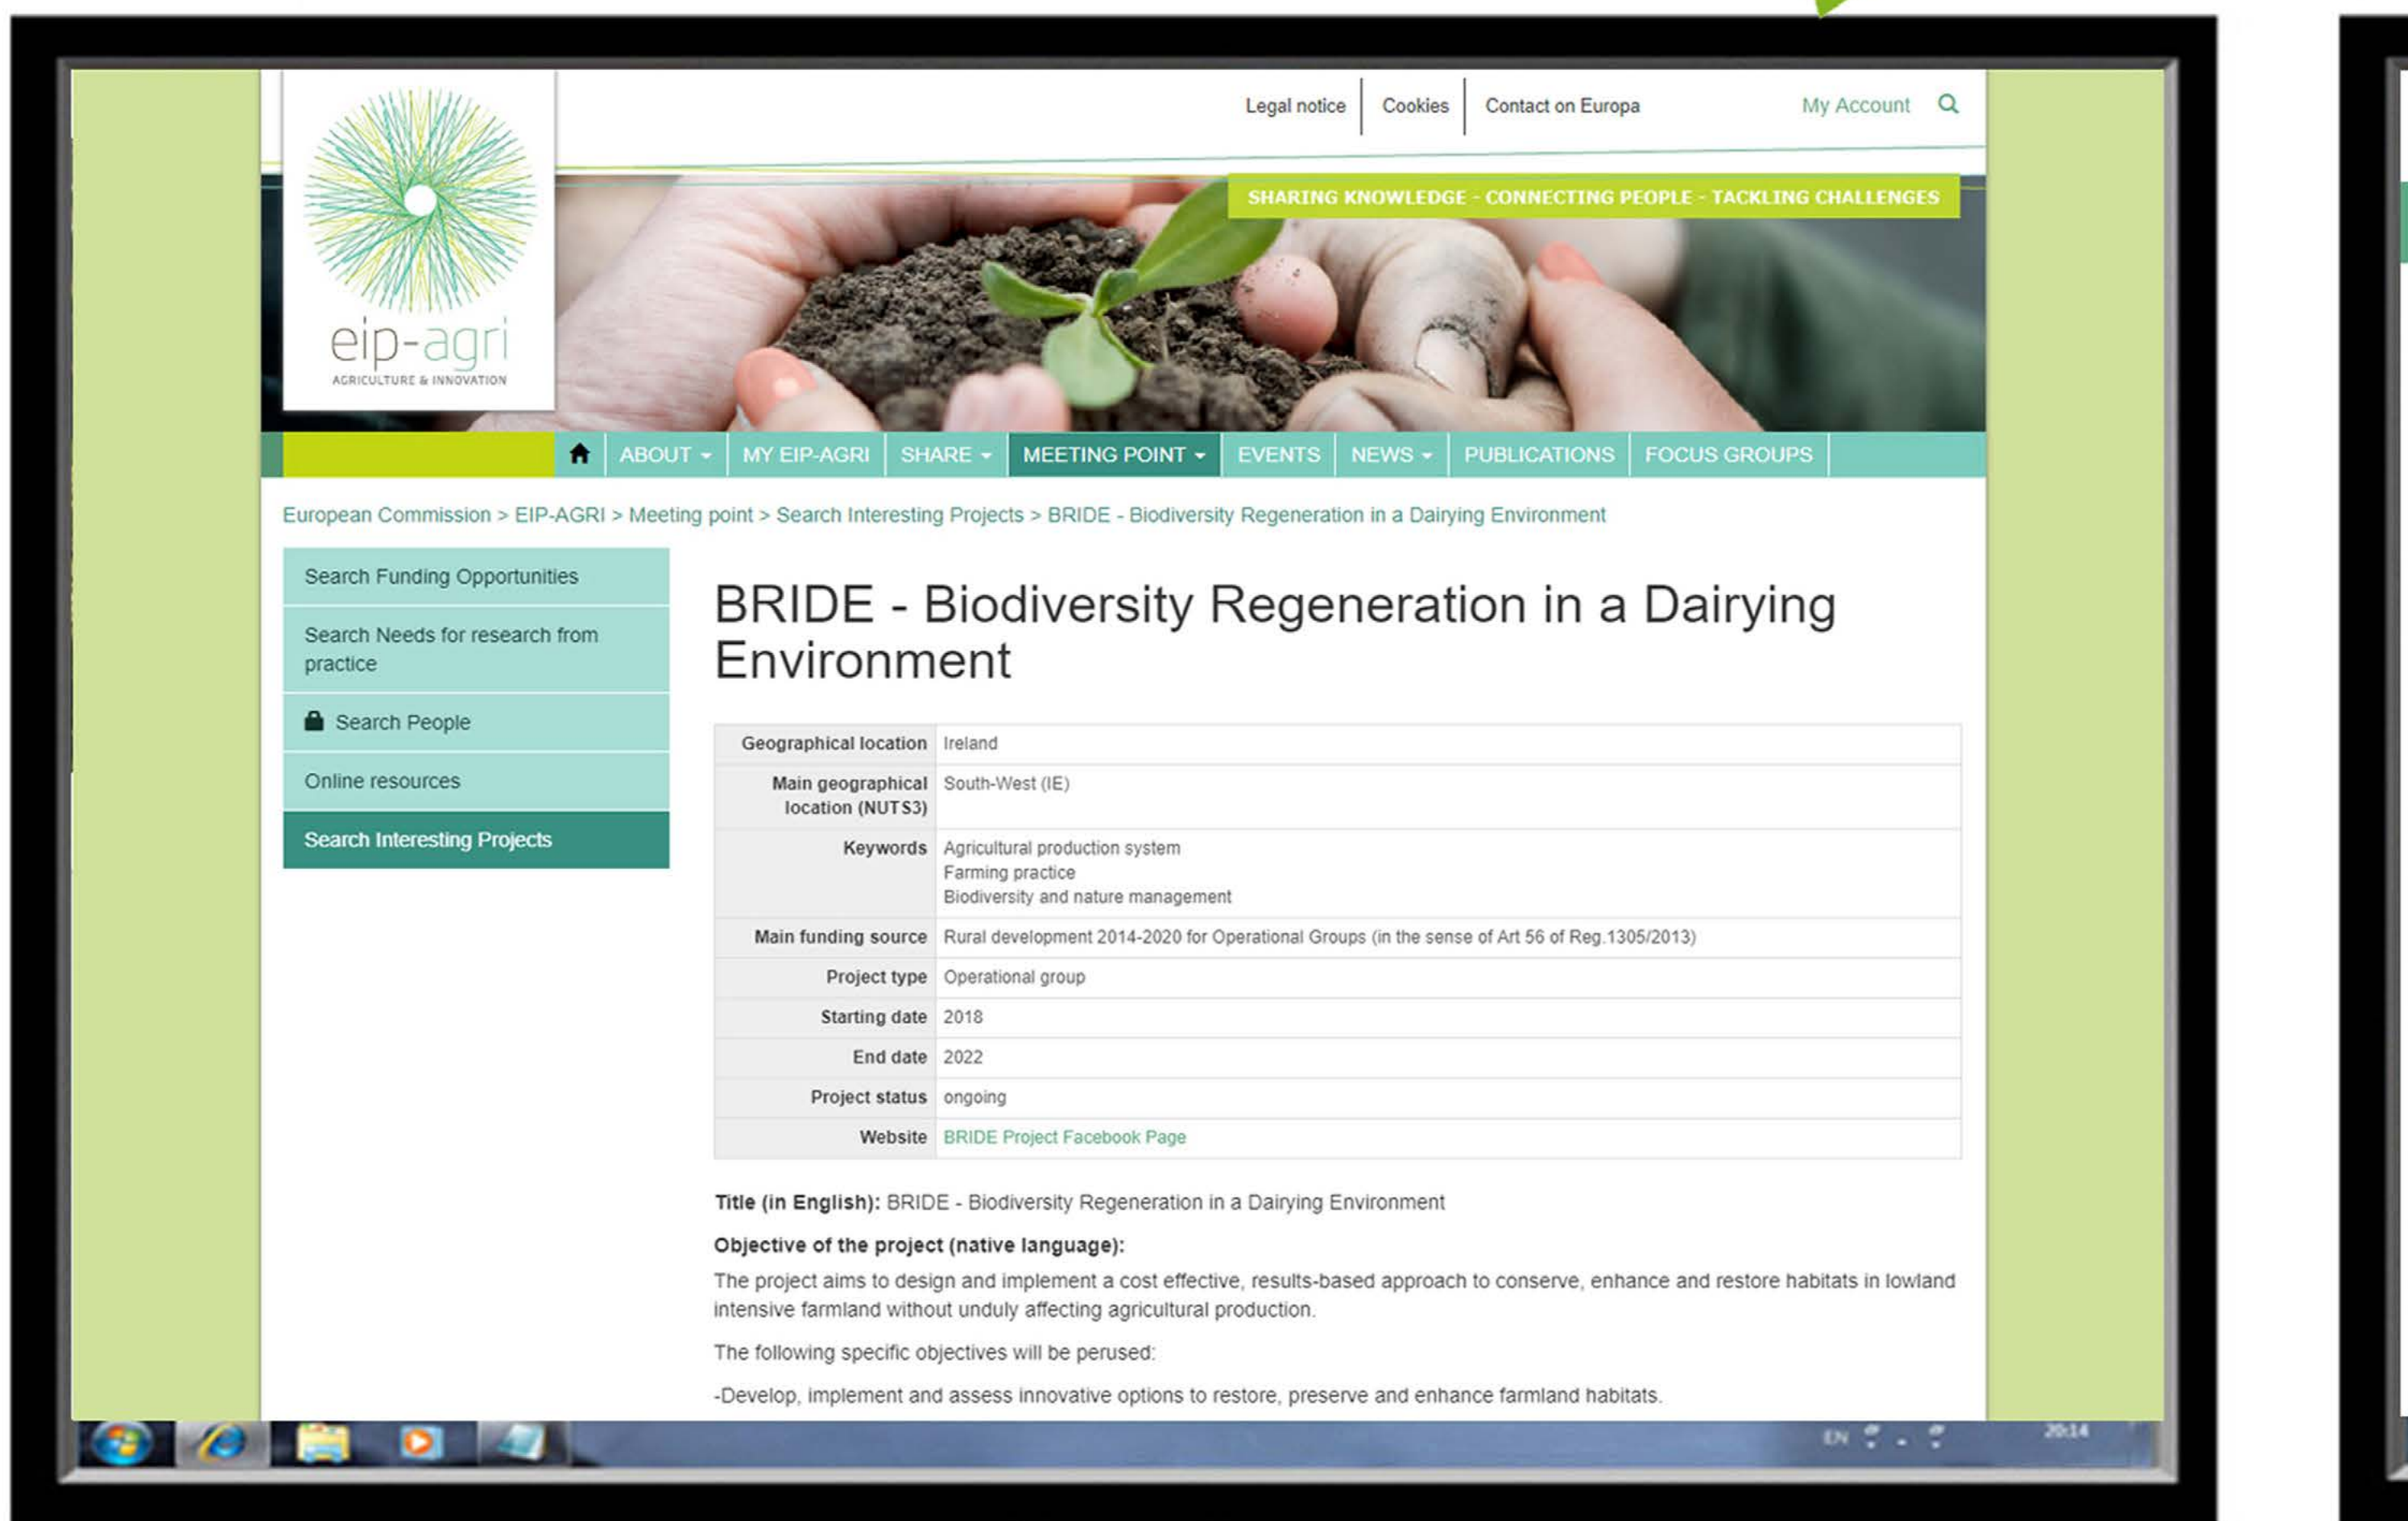 Legal notice
Cookies
Contact on Europa
My Account
SHARING KNOWLEDGE - CONNECTING PEOPLE - TACKLING CHALLENGES
eip-agri
AGRICULTURE & INNOVATION
ABOUT
MY EIP-AGRI
SHARE
MEETING POINT
EVENTS
NEWS
PUBLICATIONS
FOCUS GROUPS
European Commission > EIP-AGRI > Meeting point > Search Interesting Projects > BRIDE - Biodiversity Regeneration in a Dairying Environment
Search Funding Opportunities
Search Needs for research from
practice
Search People
Online resources
Search Interesting Projects
BRIDE - Biodiversity Regeneration in a Dairying
Environment
Geographical location Ireland
Main geographical South-West (IE)
location (NUTS3)
Keywords Agricultural production system
Farming practice
Biodiversity and nature management
Main funding source Rural development 2014-2020 for Operational Groups (in the sense of Art 56 of Reg.1305/2013)
Project type Operational group
Starting date 2018
End date 2022
Project status ongoing
Website BRIDE Project Facebook Page
Title (in English): BRIDE - Biodiversity Regeneration in a Dairying Environment
Objective of the project (native language):
The project aims to design and implement a cost effective, results-based approach to conserve, enhance and restore habitats in lowland
intensive farmland without unduly affecting agricultural production.
The following specific objectives will be perused:
-Develop, implement and assess innovative options to restore, preserve and enhance farmland habitats.
EN
20:14